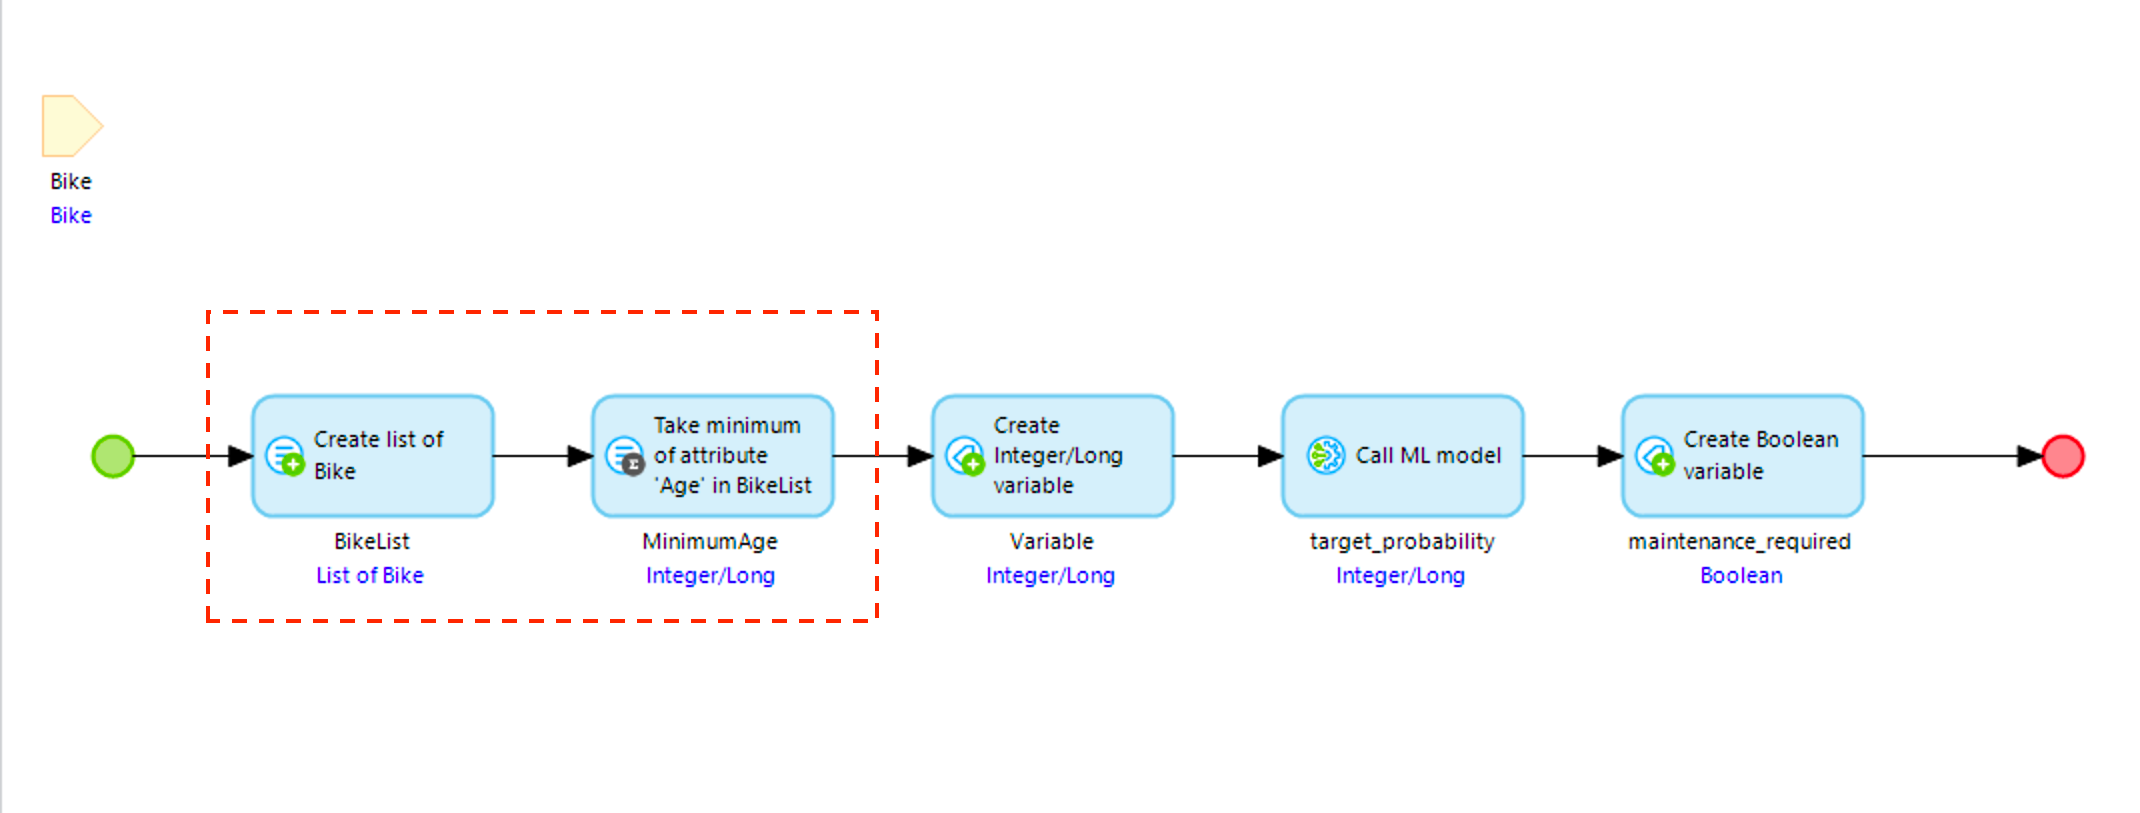 Bike
Bike
Create list of
Bike
BikeList
List of Bike
Take minimum
of attribute
'Age' in BikeList
MinimumAge
Integer/Long
Create
Integer/Long
variable
Variable
Integer/Long
Call ML model
target_probability
Integer/Long
Create Boolean
variable
maintenance_required
Boolean